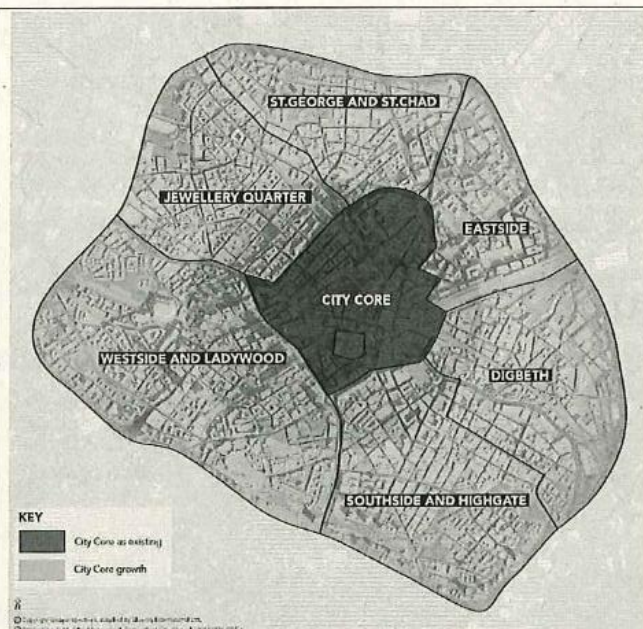 ST.GEORGE AND ST.CHAD
JEWELLERY QUARTER
EASTSIDE
CITY CORE
WESTSIDE AND LADYWOOD
DIGBETH
SOUTHSIDE AND HIGHGATE
KEY
City Core as existing
City Core growth